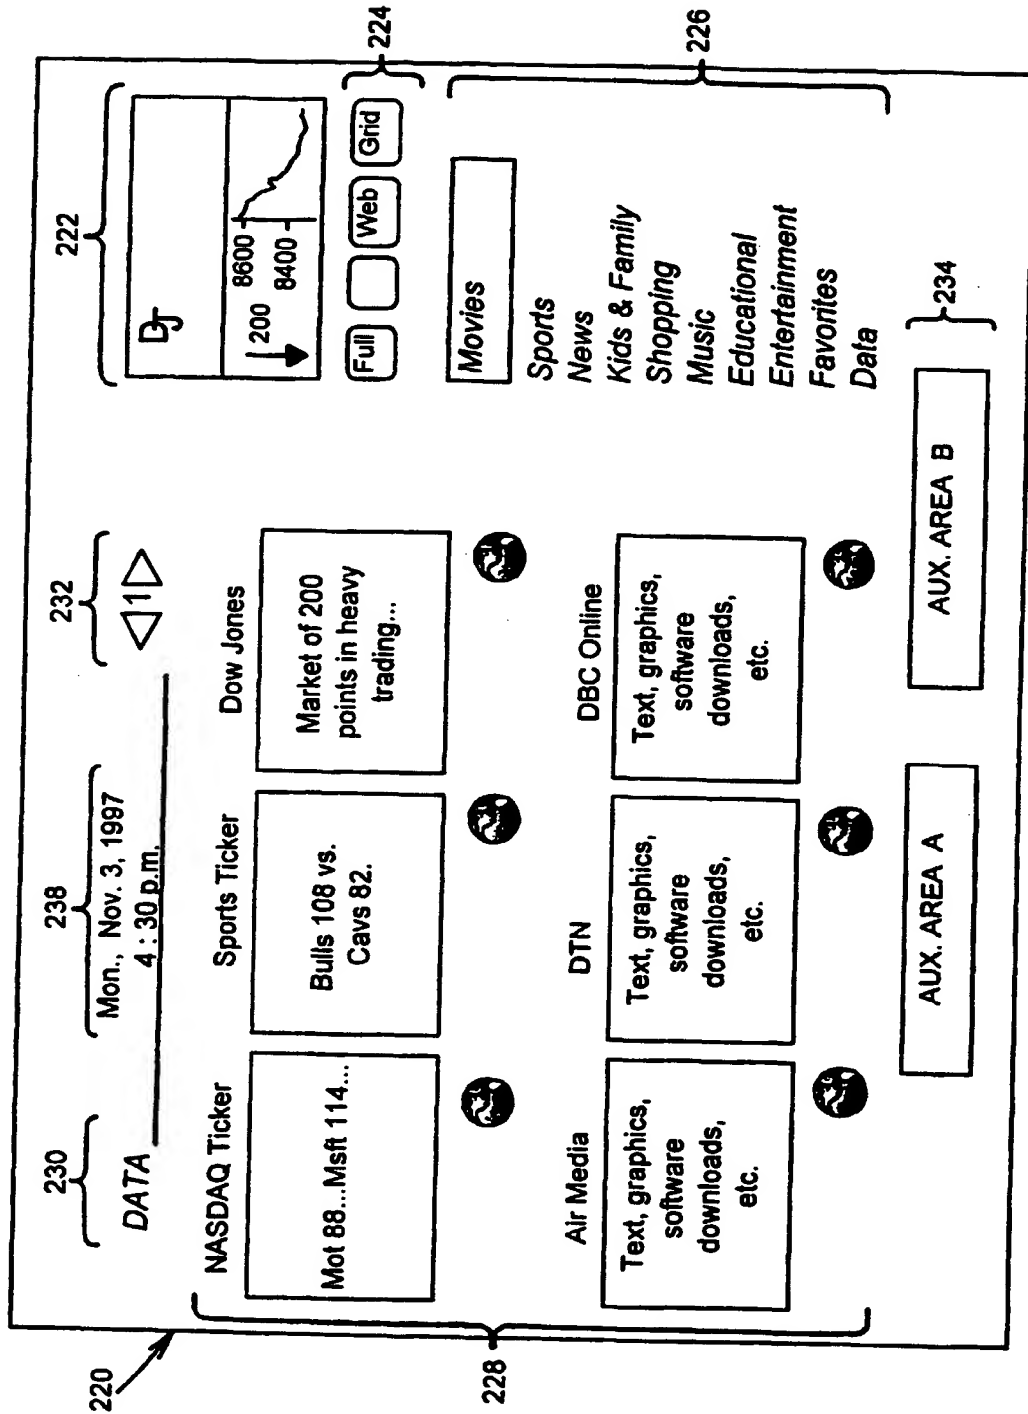 230
238
232
222
DATA
Mon., Nov. 3, 1997
4 : 30 p.m.
1
220
NASDAQ Ticker
Sports Ticker
Dow Jones
Mot 88...Msft 114...
Bulls 108 vs.
Cavs 82.
Market of 200
points in heavy
trading...
228
Air Media
DTN
DBC Online
Text, graphics,
software
downloads,
etc.
Text, graphics,
software
downloads,
etc.
Text, graphics,
software
downloads,
etc.
AUX. AREA A
AUX. AREA B
234
DJ
200
8600
8400
Full
Web
Grid
224
Movies
Sports
News
Kids & Family
Shopping
Music
Educational
Entertainment
Favorites
Data
226